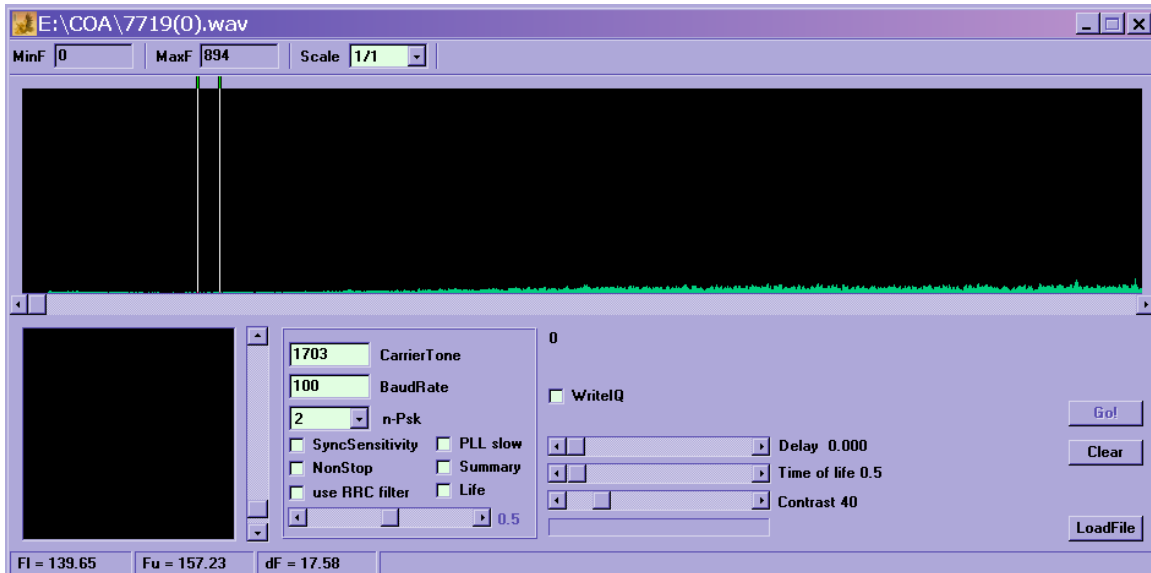 E:\COA\7719(0).wav
MinF 0 MaxF 894 Scale 1/1
0
1703 CarrierTone
100 BaudRate
2 n-Psk
SyncSensitivity PLL slow
NonStop Summary
use RRC filter Life
0.5
WriteIQ
Delay 0.000
Time of life 0.5
Contrast 40
Go!
Clear
LoadFile
Fl = 139.65 Fu = 157.23 dF = 17.58